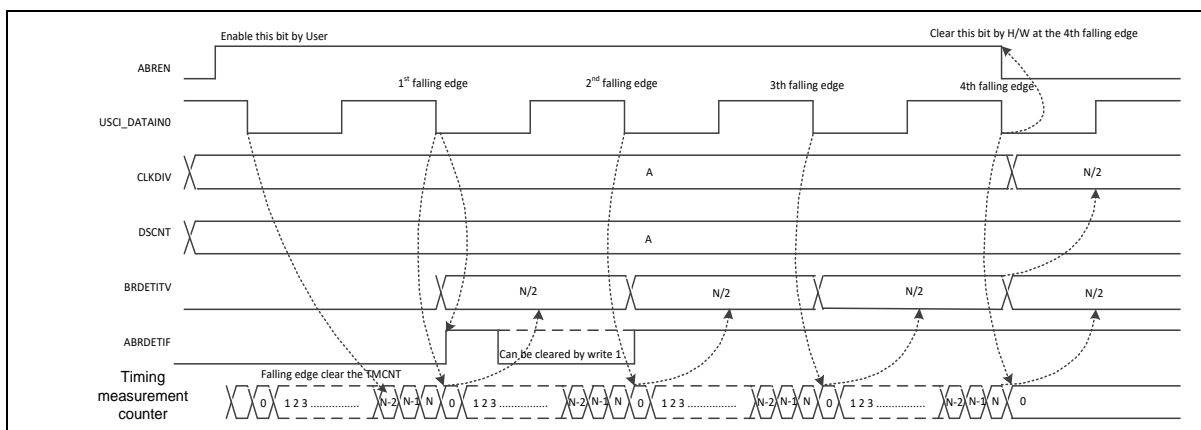 Enable this bit by User
Clear this bit by H/W at the 4th falling edge
ABREN
1st falling edge
2nd falling edge
3th falling edge
4th falling edge
USCI_DATAIN0
CLKDIV
A
N/2
DSCNT
A
BRDETITV
N/2
N/2
N/2
N/2
ABRDETIF
Can be cleared by write 1
Falling edge clear the TMCNT
Timing
measurement
counter
0 1 2 3 .................. N-2 N-1 N 0 1 2 3 .................. N-2 N-1 N 0 1 2 3 .................. N-2 N-1 N 0 1 2 3 .................. N-2 N-1 N 0